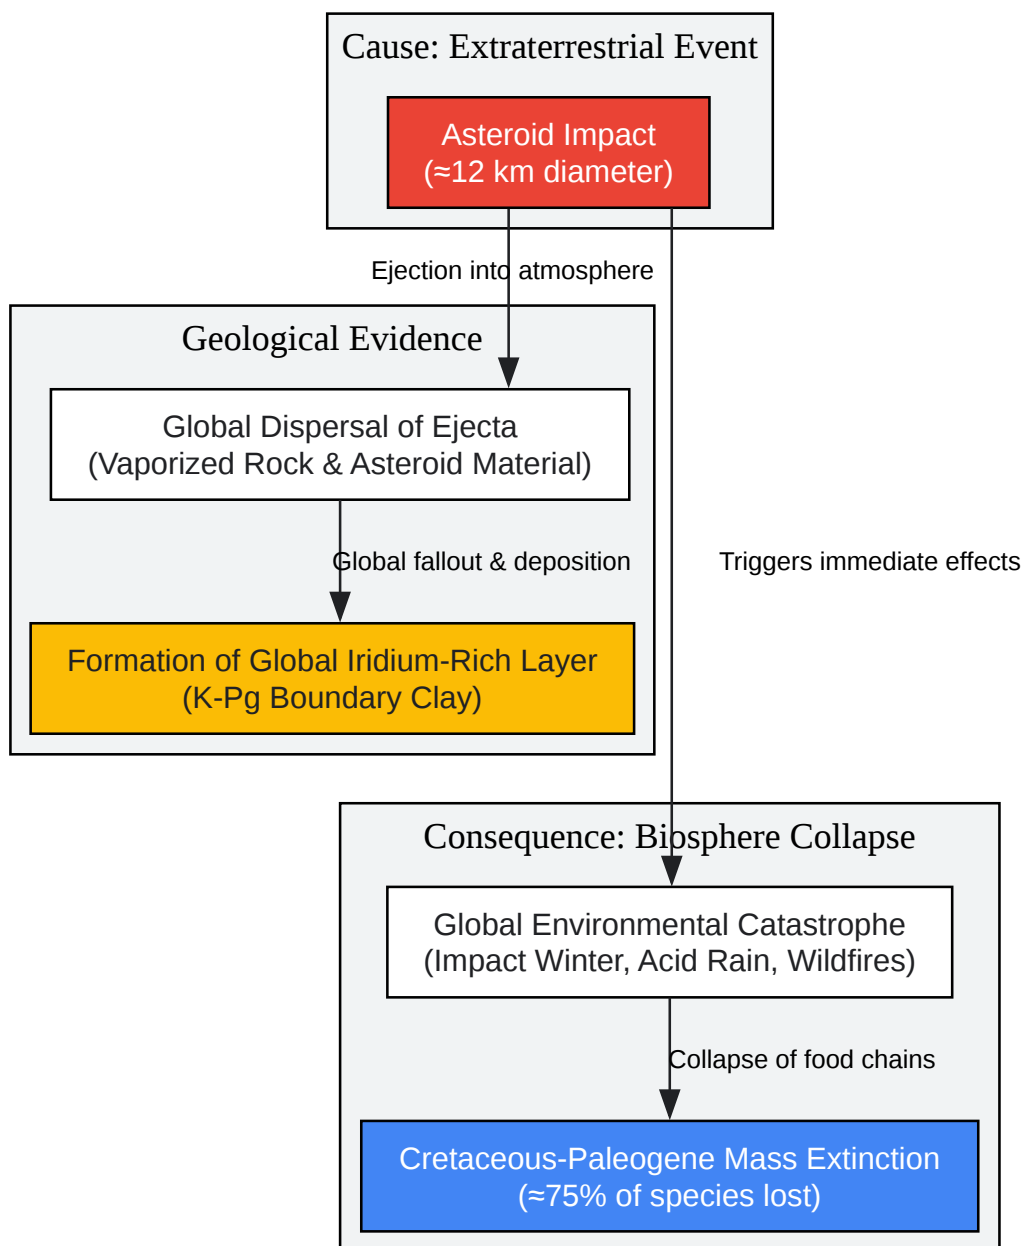 Cause: Extraterrestrial Event
Asteroid Impact
(≈12 km diameter)
Ejection into atmosphere
Geological Evidence
Global Dispersal of Ejecta
(Vaporized Rock & Asteroid Material)
Global fallout & deposition
Triggers immediate effects
Formation of Global Iridium-Rich Layer
(K-Pg Boundary Clay)
Consequence: Biosphere Collapse
Global Environmental Catastrophe
(Impact Winter, Acid Rain, Wildfires)
Collapse of food chains
Cretaceous-Paleogene Mass Extinction
(≈75% of species lost)